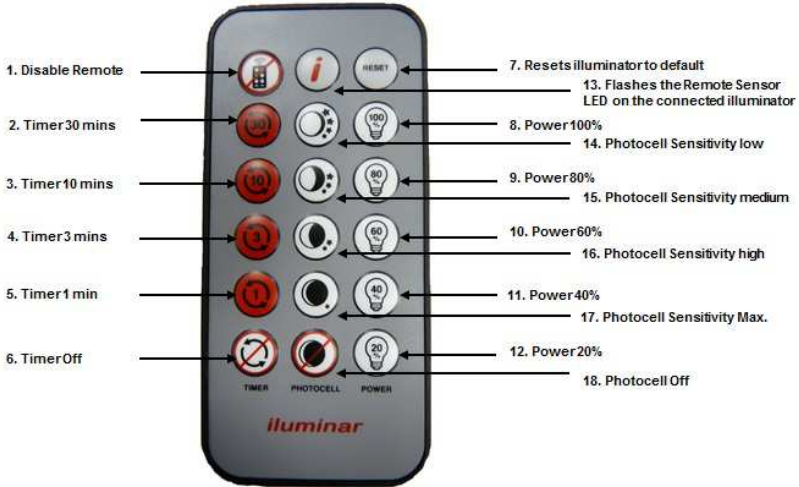 1. Disable Remote
2. Timer 30 mins
3. Timer 10 mins
4. Timer 3 mins
5. Timer 1 min
6. Timer Off
i
RESET
30
100
%
10
80
%
3
60
%
1
40
%
20
%
TIMER
PHOTOCELL
POWER
iluminar
7. Resets illuminator to default
13. Flashes the Remote Sensor
LED on the connected illuminator
8. Power 100%
14. Photocell Sensitivity low
9. Power 80%
15. Photocell Sensitivity medium
10. Power 60%
16. Photocell Sensitivity high
11. Power 40%
17. Photocell Sensitivity Max.
12. Power 20%
18. Photocell Off